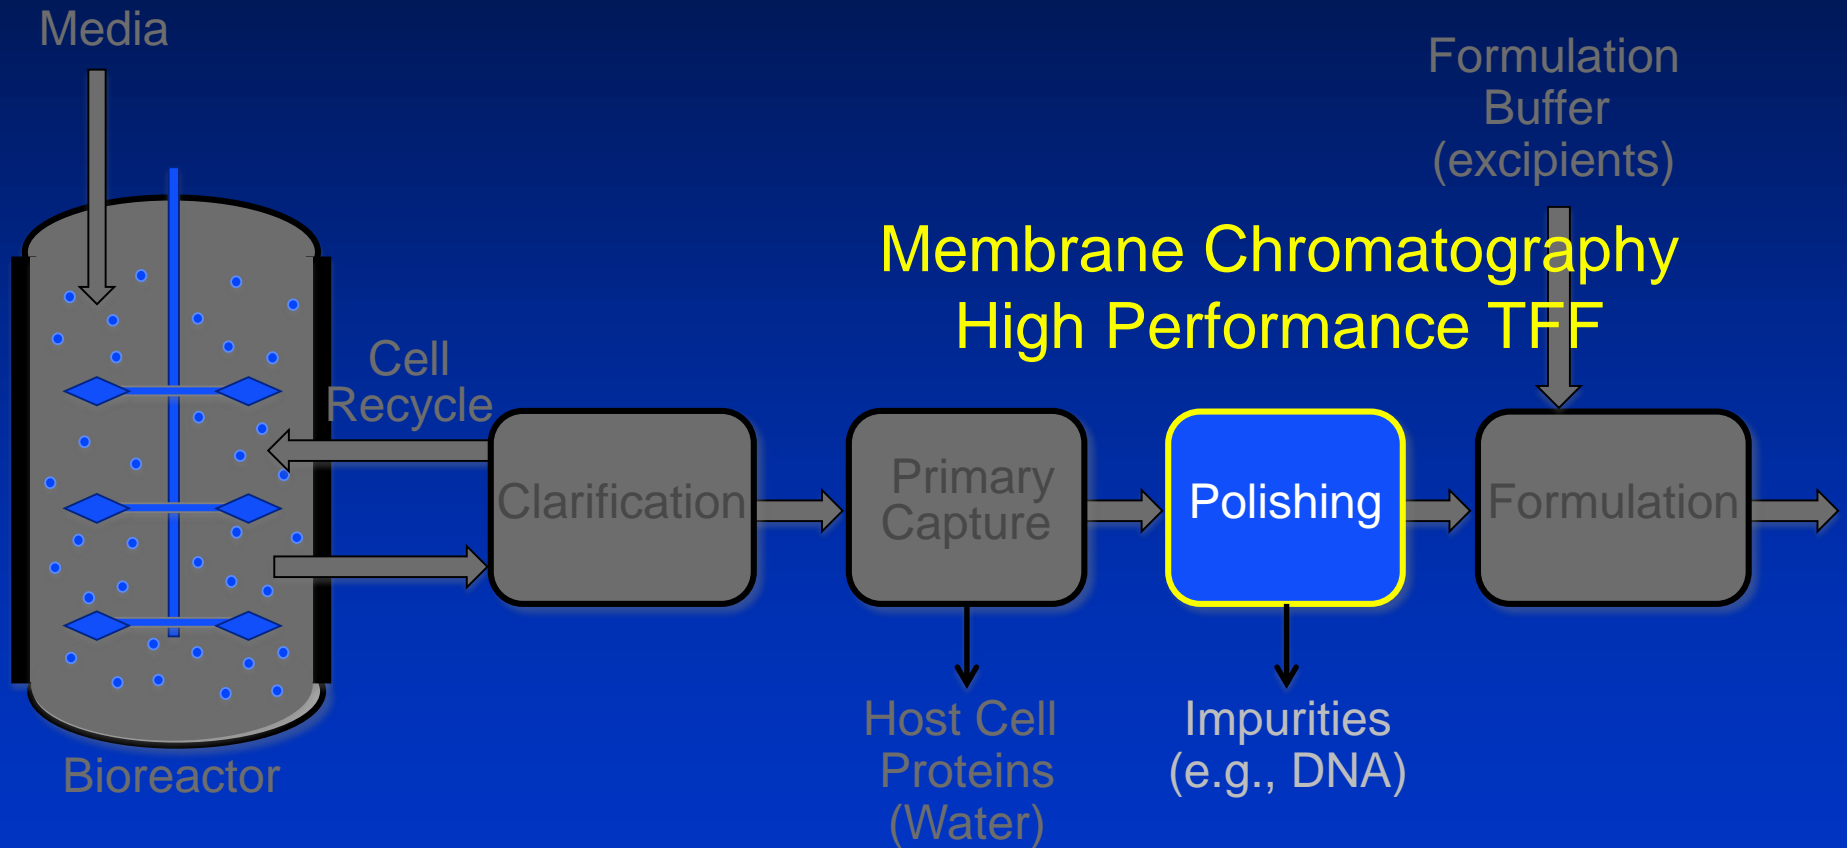 Media
Formulation
Buffer
(excipients)
Membrane Chromatography
High Performance TFF
Cell
Recycle
Clarification
Primary
Capture
Polishing
Formulation
Host Cell
Proteins
(Water)
Impurities
(e.g., DNA)
Bioreactor